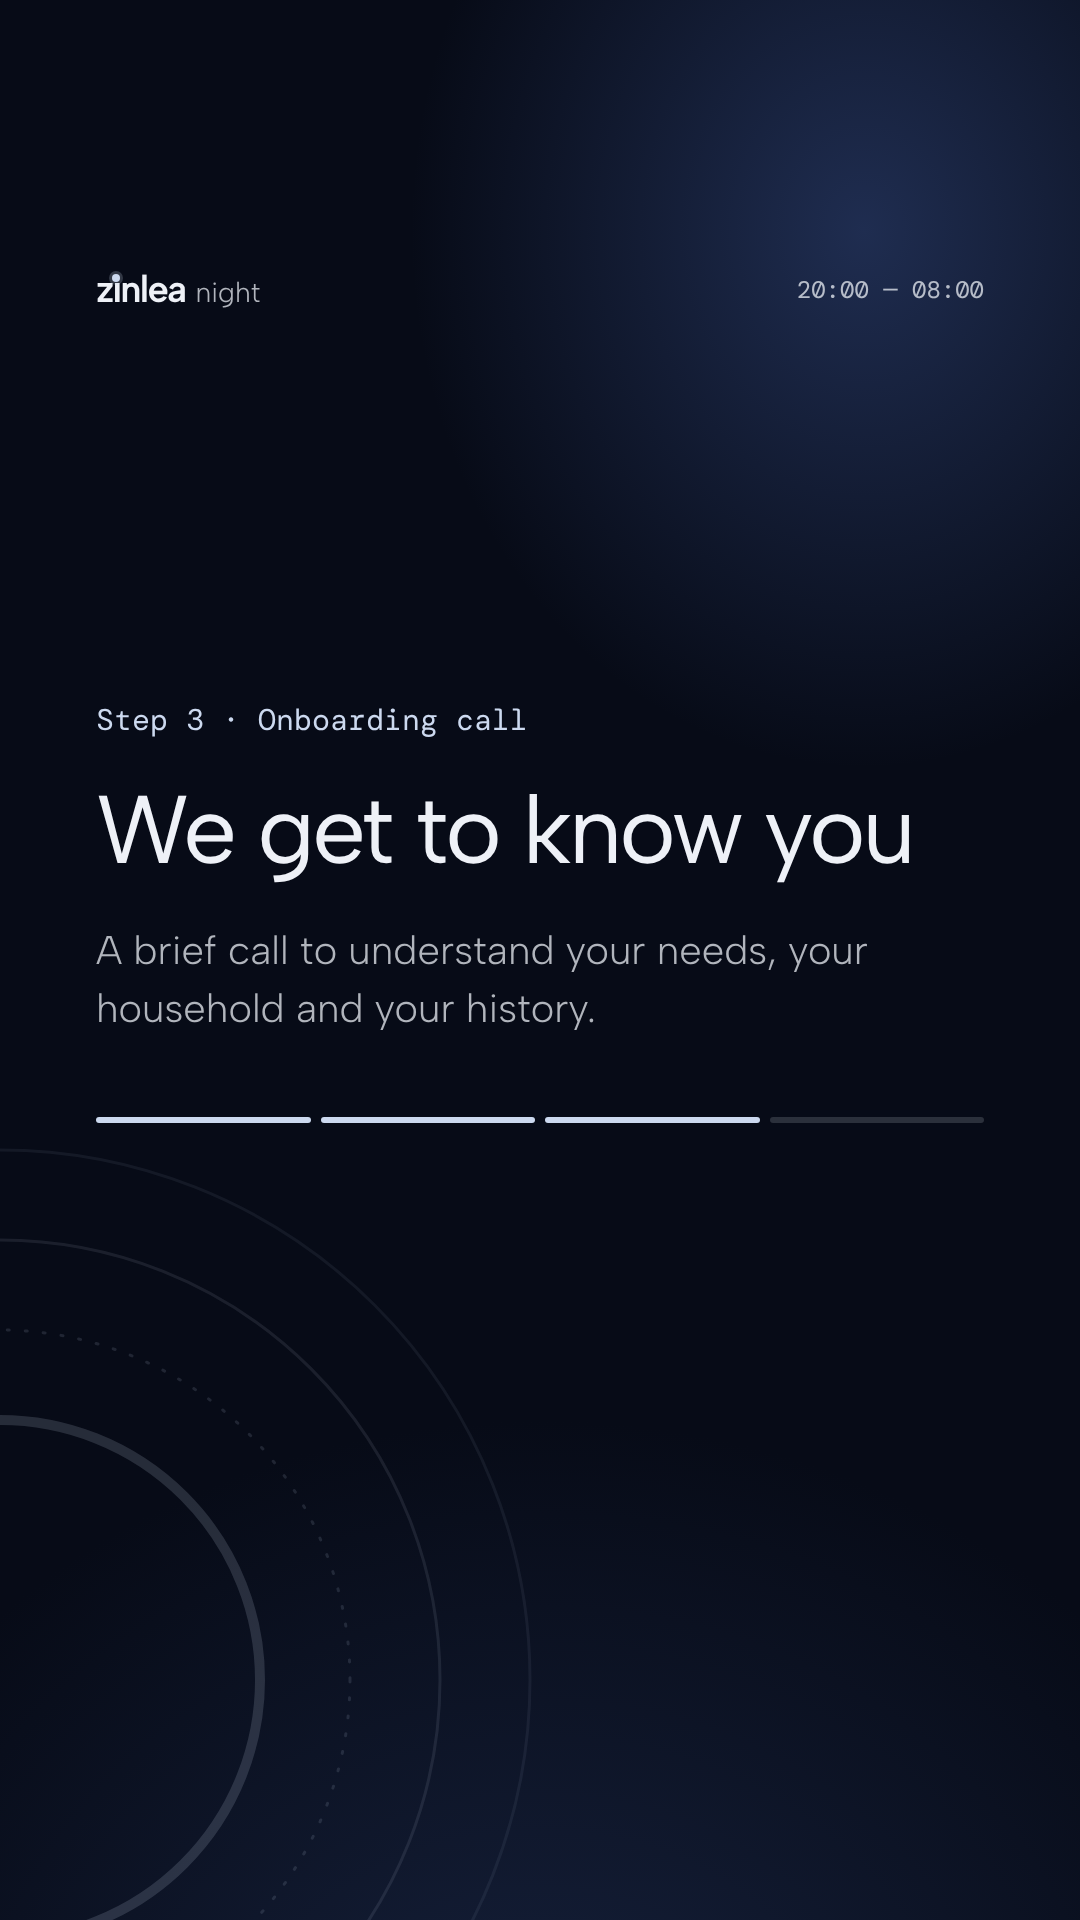 zinlea night
20:00 — 08:00
Step 3 · Onboarding call
We get to know you
A brief call to understand your needs, your
household and your history.